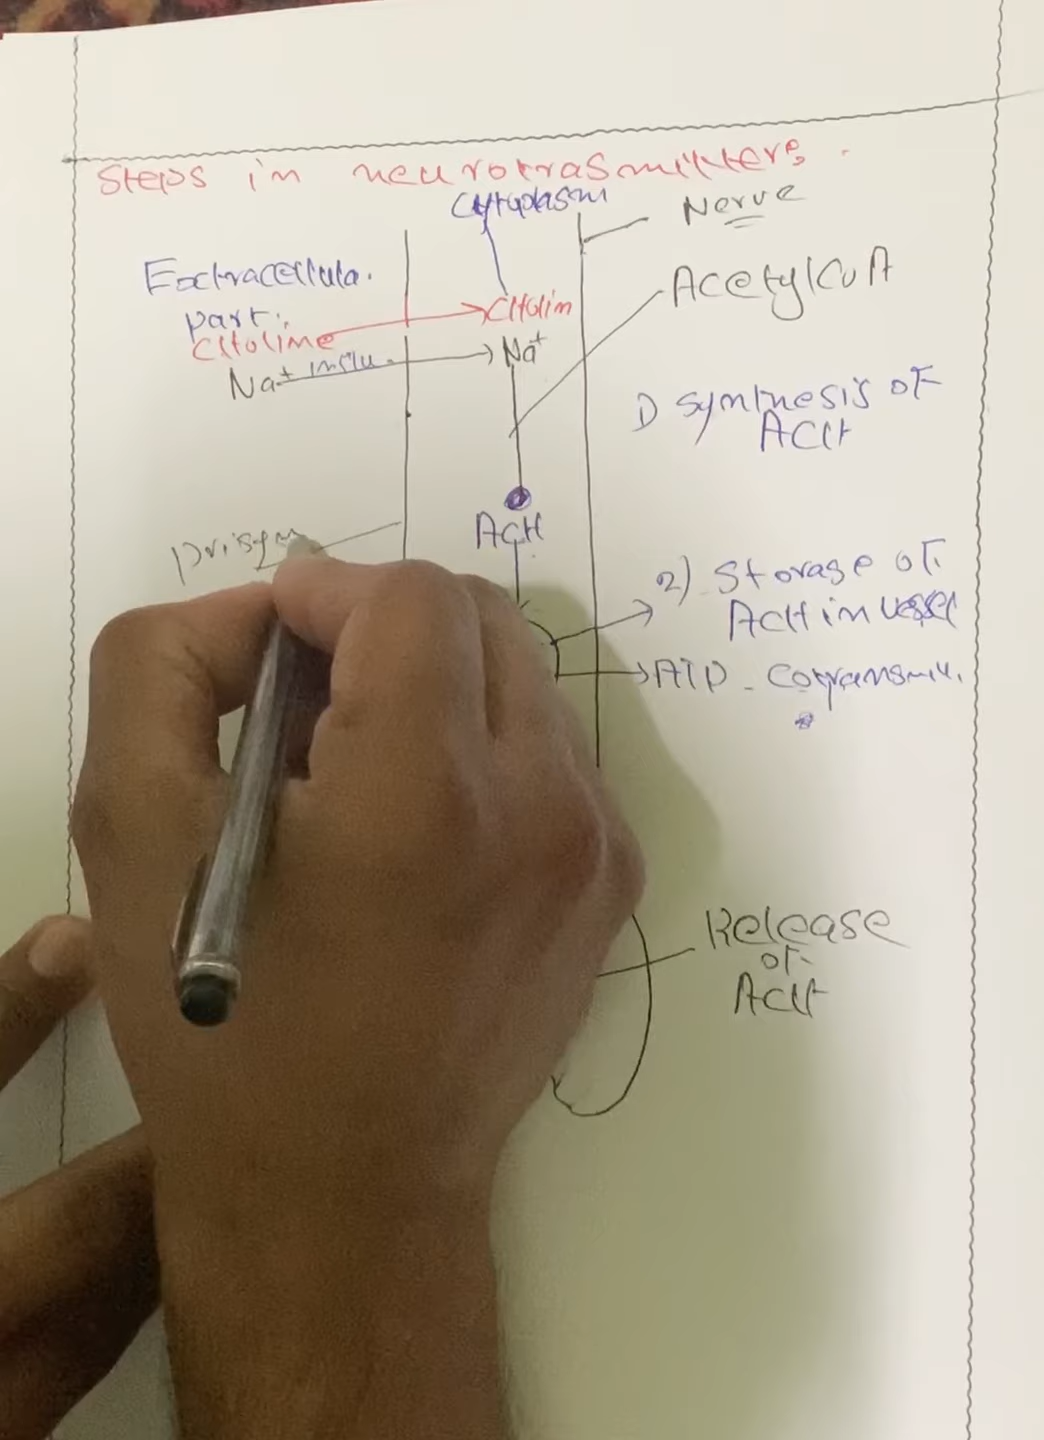 Steps in neurotrasmitters.
Cytoplasm
Nerve
Extracellula.
part.
Choline
Cholin
AcetylCoA
Na+ influ.
Na+
1) synthesis of
ACH
ACH
prisyn
2) Storage of
ACH in vessel
ATP - Cotransmit.
Release
of
ACH